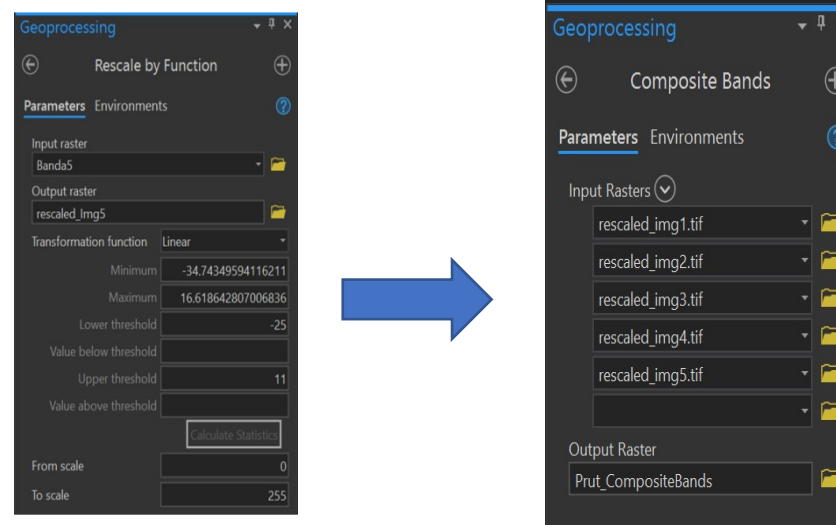 Geoprocessing
Rescale by Function
Parameters Environments
Input raster
Banda5
Output raster
rescaled_Img5
Transformation function Linear
Minimum -34.74349594116211
Maximum 16.618642807006836
Lower threshold -25
Value below threshold
Upper threshold 11
Value above threshold
Calculate Statistics
From scale 0
To scale 255
Geoprocessing
Composite Bands
Parameters Environments
Input Rasters
rescaled_img1.tif
rescaled_img2.tif
rescaled_img3.tif
rescaled_img4.tif
rescaled_img5.tif
Output Raster
Prut_CompositeBands